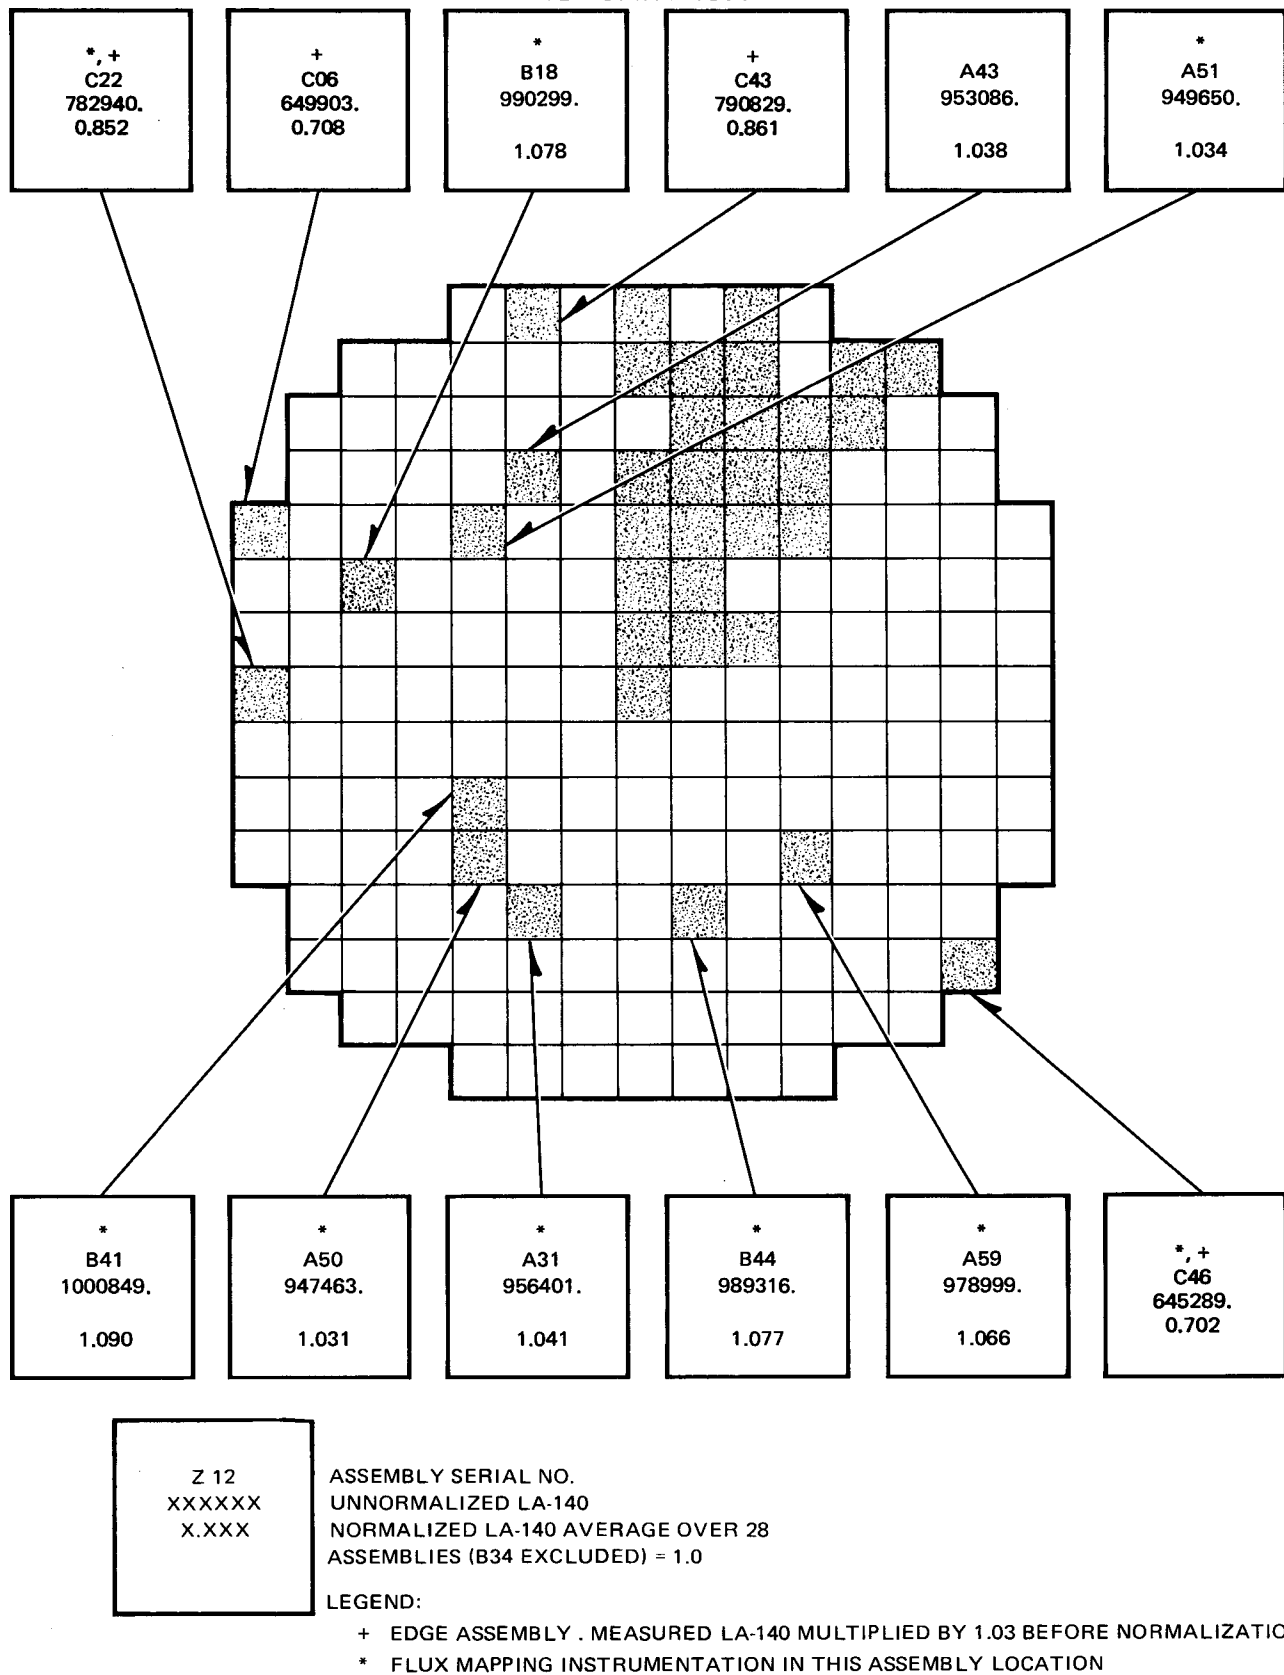 *, +
C22
782940.
0.852
+
C06
649903.
0.708
*
B18
990299.
1.078
+
C43
790829.
0.861
A43
953086.
1.038
*
A51
949650.
1.034
*
B41
1000849.
1.090
*
A50
947463.
1.031
*
A31
956401.
1.041
*
B44
989316.
1.077
*
A59
978999.
1.066
*, +
C46
645289.
0.702
Z 12
XXXXXX
X.XXX
ASSEMBLY SERIAL NO.
UNNORMALIZED LA-140
NORMALIZED LA-140 AVERAGE OVER 28
ASSEMBLIES (B34 EXCLUDED) = 1.0
LEGEND:
+ EDGE ASSEMBLY . MEASURED LA-140 MULTIPLIED BY 1.03 BEFORE NORMALIZATIO
* FLUX MAPPING INSTRUMENTATION IN THIS ASSEMBLY LOCATION